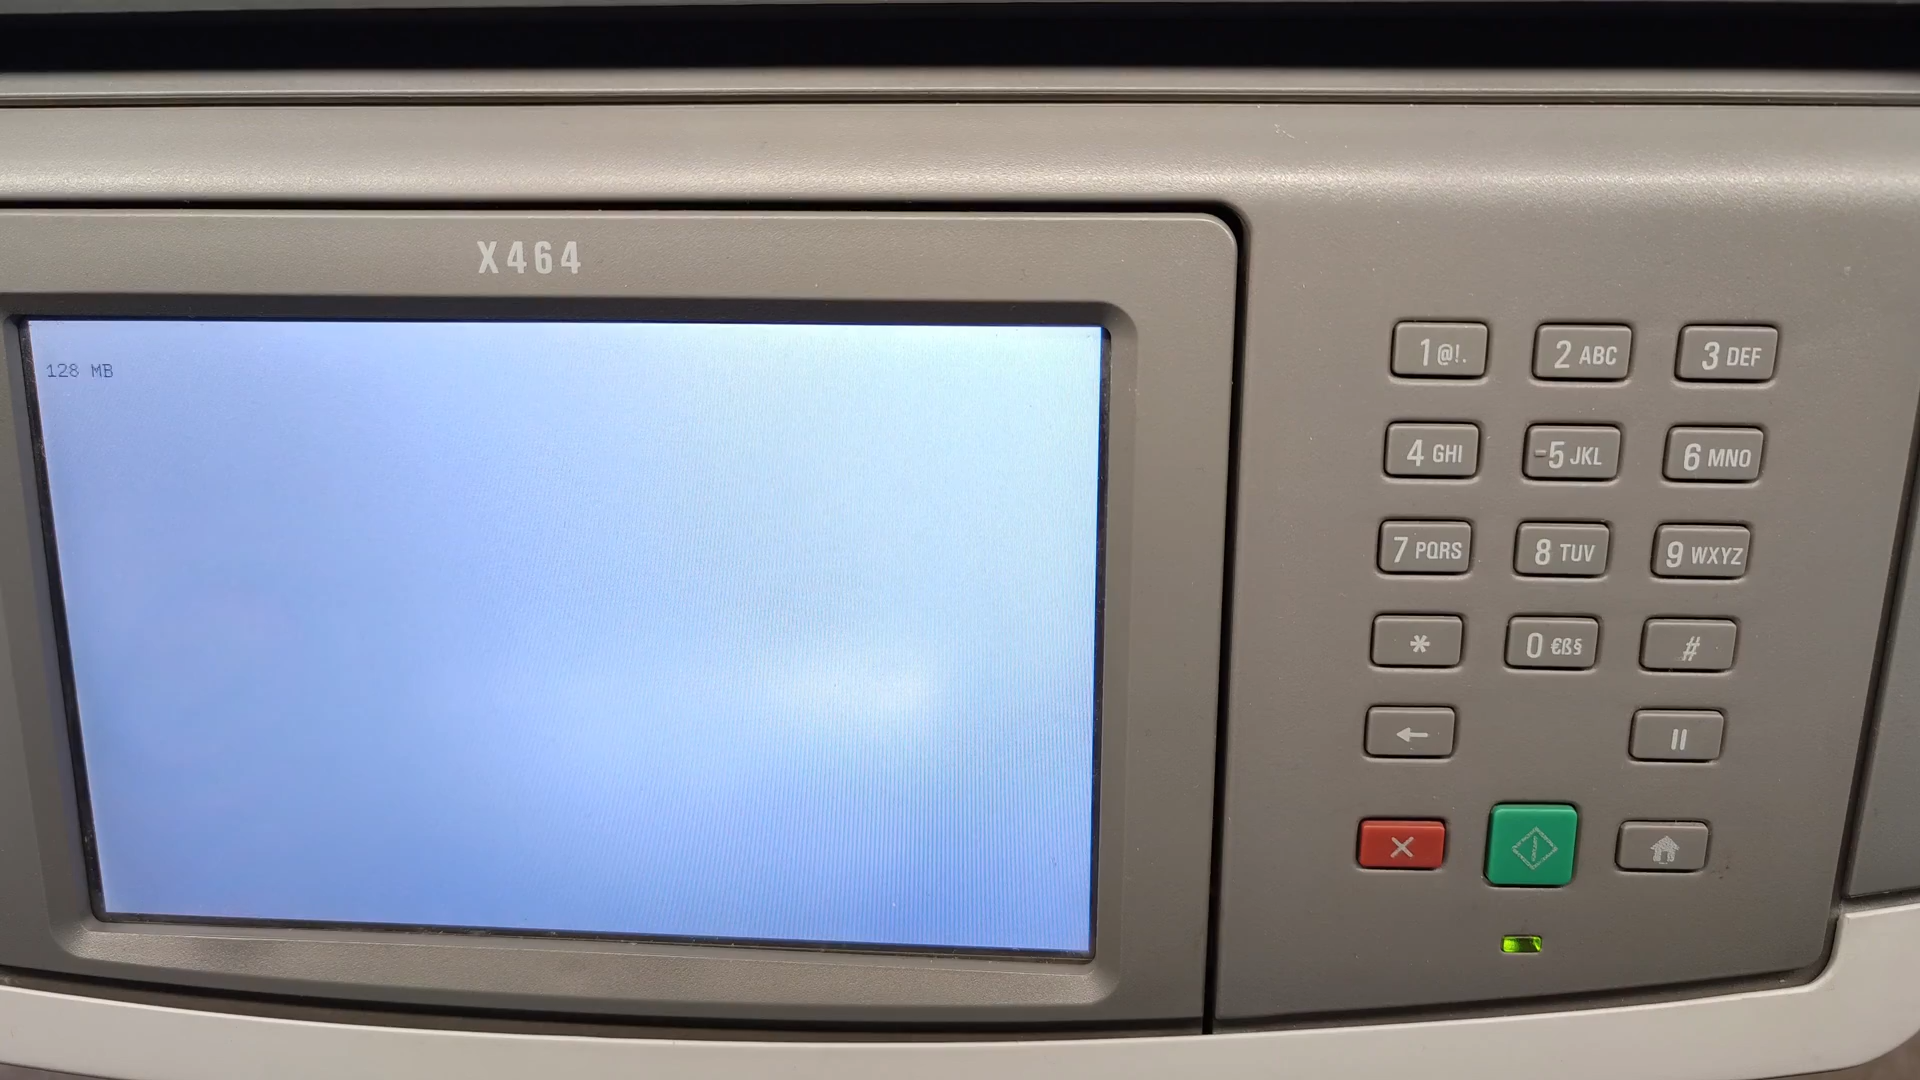 X464
128 MB
1 @!.
2 ABC
3 DEF
4 GHI
-5 JKL
6 MNO
7 PQRS
8 TUV
9 WXYZ
*
0 €ß§
#